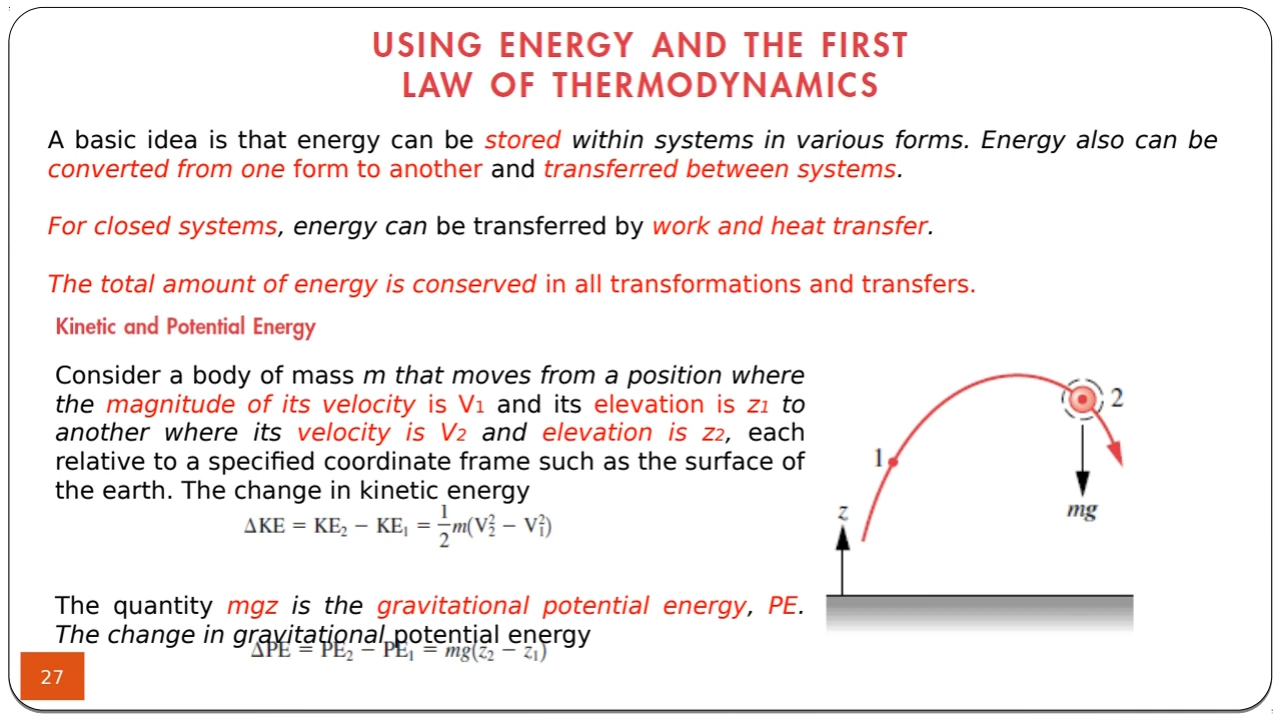 USING ENERGY AND THE FIRST
LAW OF THERMODYNAMICS
A basic idea is that energy can be stored within systems in various forms. Energy also can be
converted from one form to another and transferred between systems.
For closed systems, energy can be transferred by work and heat transfer.
The total amount of energy is conserved in all transformations and transfers.
Kinetic and Potential Energy
Consider a body of mass m that moves from a position where
the magnitude of its velocity is V1 and its elevation is z1 to
another where its velocity is V2 and elevation is z2, each
relative to a specified coordinate frame such as the surface of
the earth. The change in kinetic energy
ΔKE = KE₂ − KE₁ = 1/2 m(V₂² − V₁²)
The quantity mgz is the gravitational potential energy, PE.
The change in gravitational potential energy
ΔPE = PE₂ − PE₁ = mg(z₂ − z₁)
2
1
z
mg
27